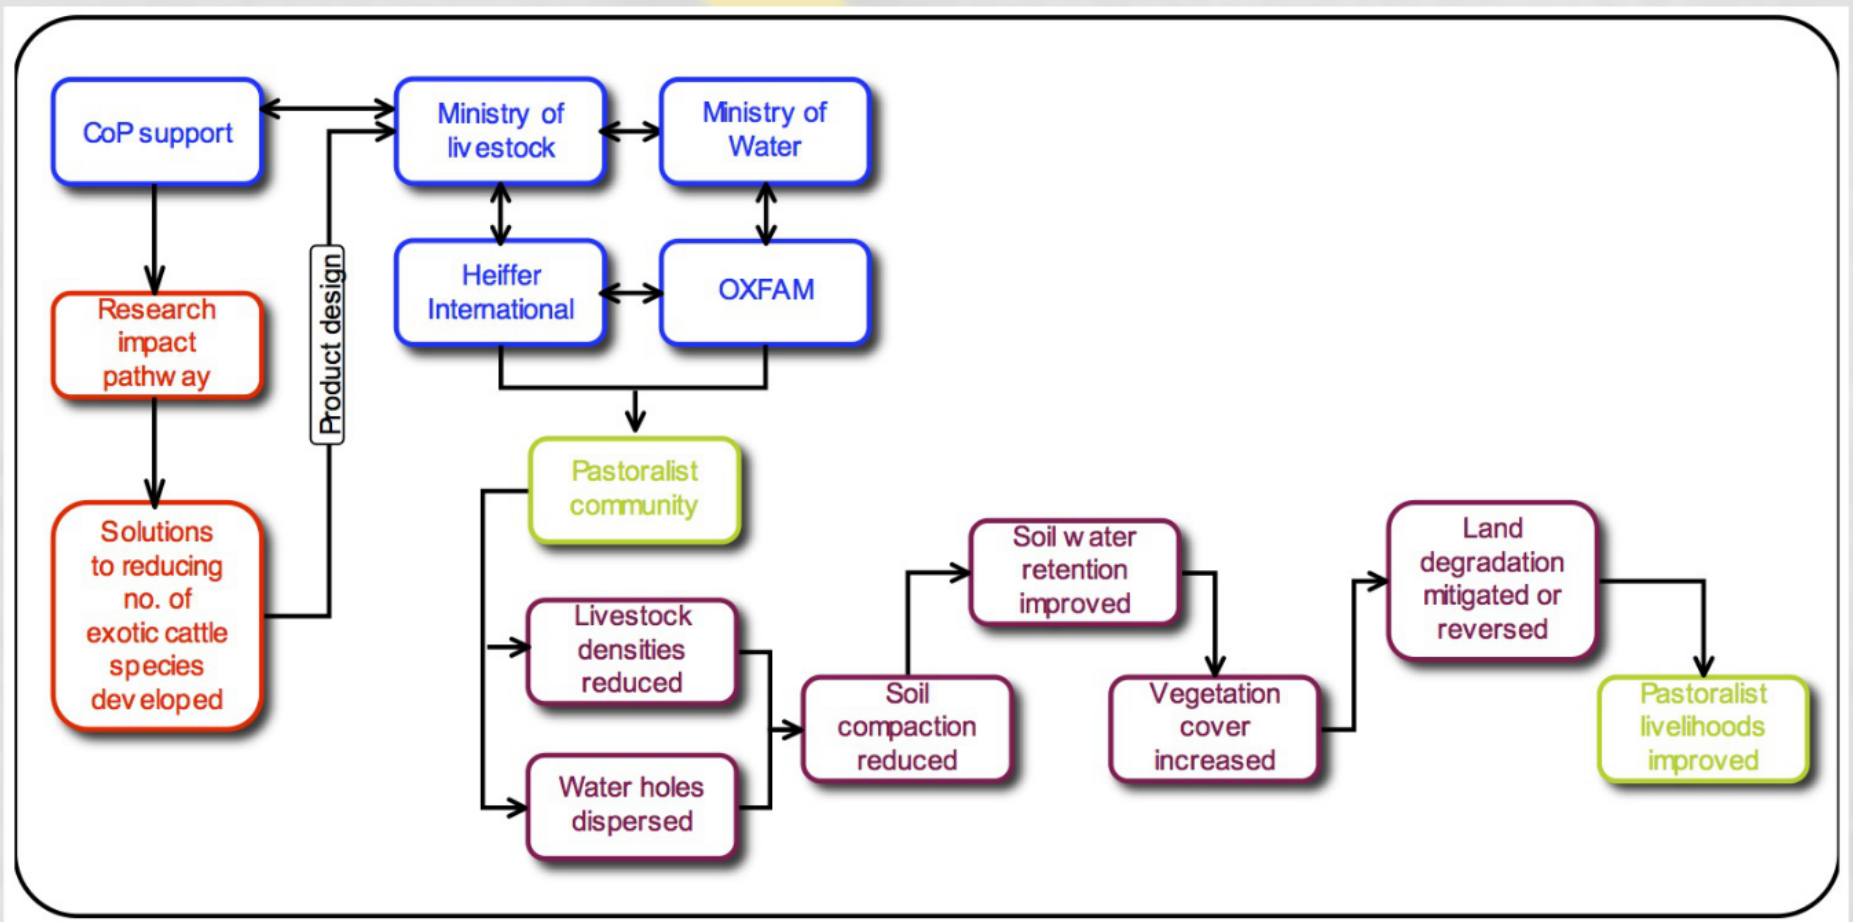 CoP support
Ministry of
livestock
Ministry of
Water
Heiffer
International
OXFAM
Research
impact
pathway
Product design
Solutions
to reducing
no. of
exotic cattle
species
developed
Pastoralist
community
Livestock
densities
reduced
Water holes
dispersed
Soil
compaction
reduced
Soil water
retention
improved
Vegetation
cover
increased
Land
degradation
mitigated or
reversed
Pastoralist
livelihoods
improved